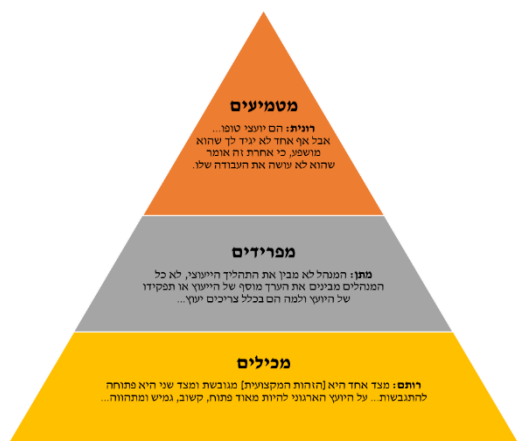 מטמיעים
רונית: הם יועצי טופו...
אבל אף אחד לא יגיד לך שהוא
מושפע, כי אחרת זה אומר
שהוא לא עושה את העבודה שלו.
מפרידים
מתן: המנהל לא מבין את התהליך הייעוצי, לא כל
המנהלים מבינים את הערך מוסף של הייעוץ או תפקידו
של היועץ ולמה הם בכלל צריכים יעוץ...
מכילים
רותם: מצד אחד היא [הזהות המקצועית] מגובשת ומצד שני היא פתוחה
להתגבשות... על היועץ הארגוני להיות מאוד פתוח, קשוב, גמיש ומתהווה...